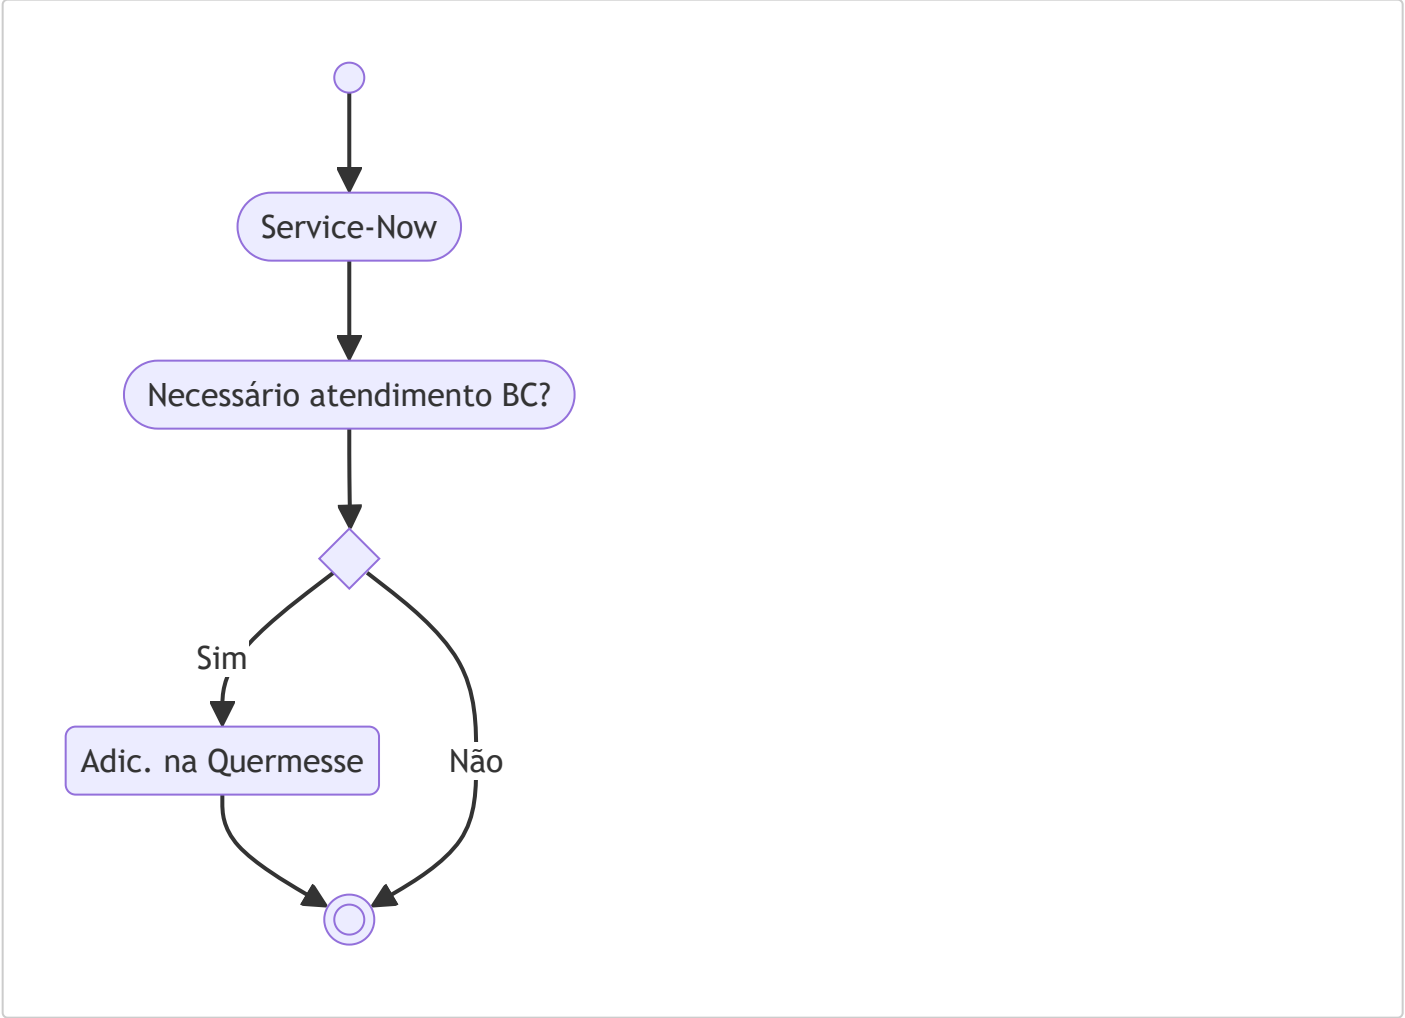 Service-Now
Necessário atendimento BC?
Sim
Adic. na Quermesse
Não